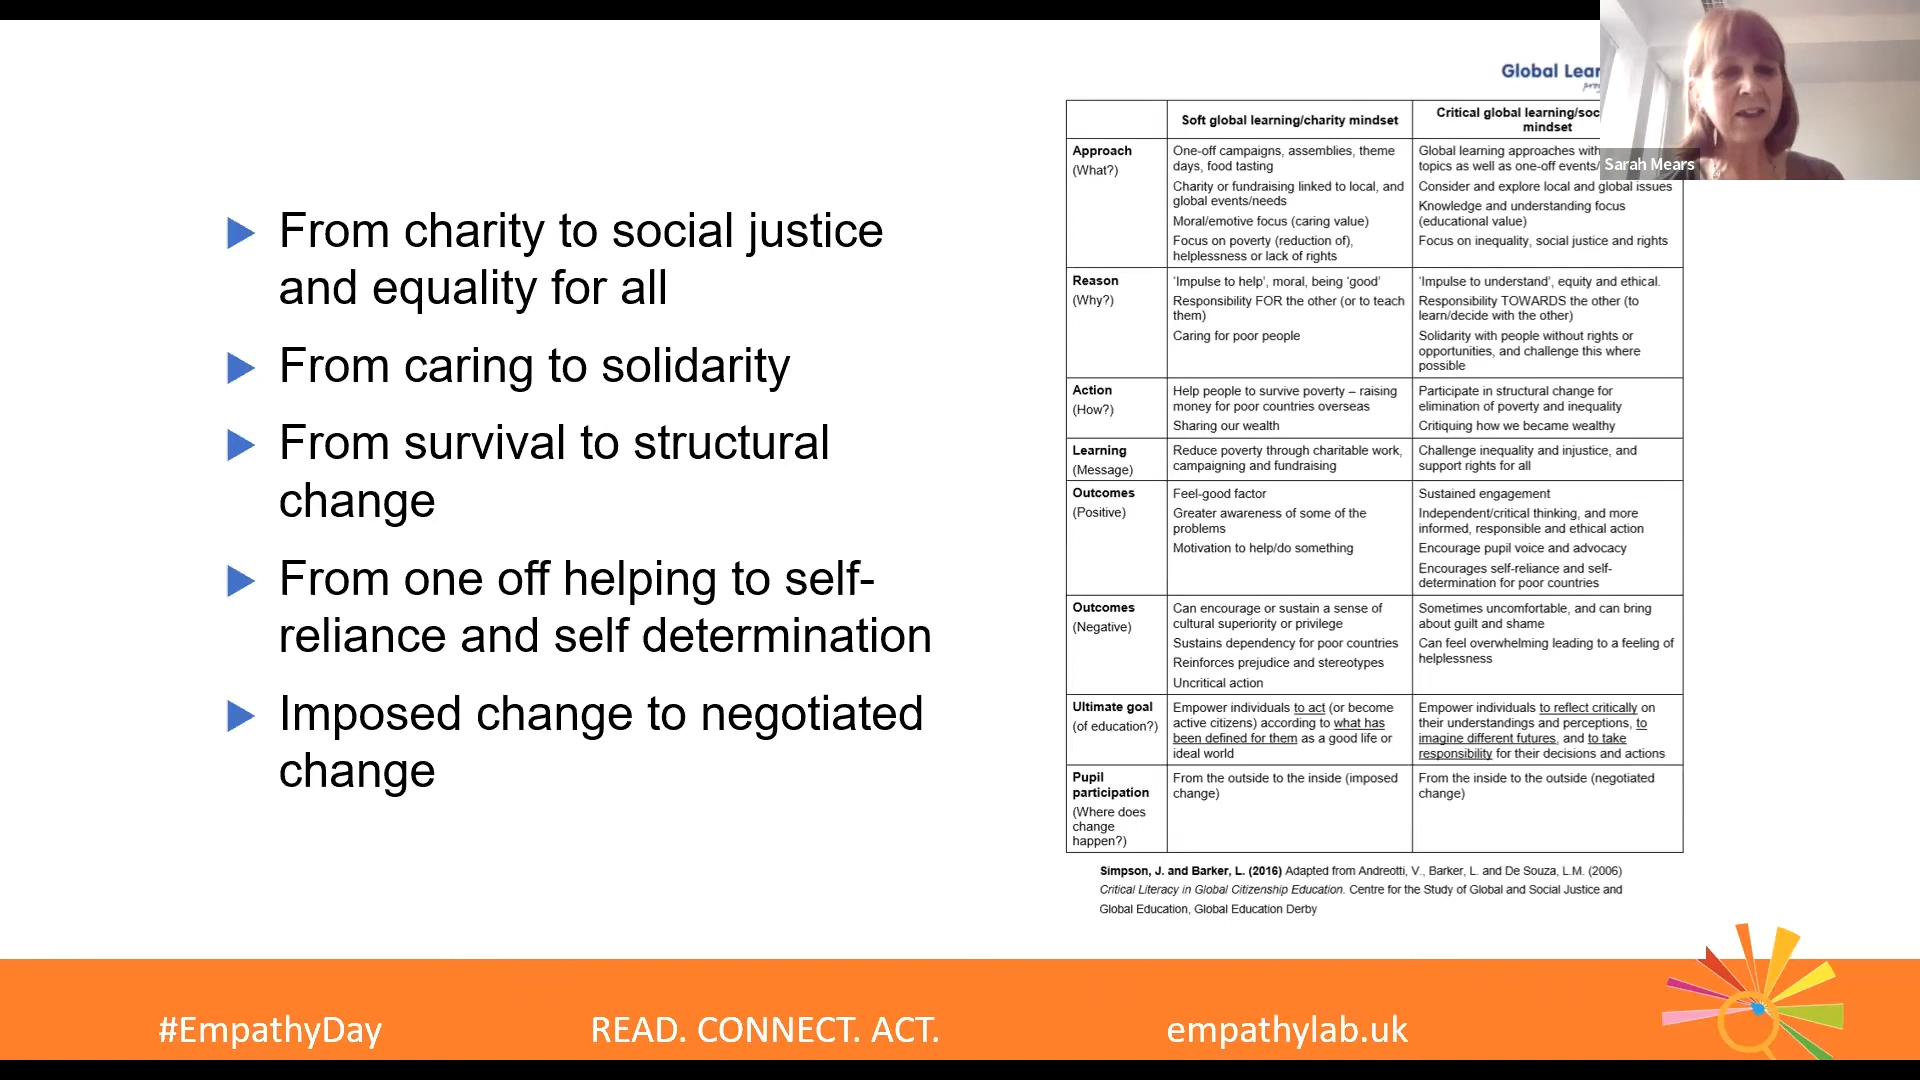 From charity to social justice
and equality for all
From caring to solidarity
From survival to structural
change
From one off helping to self-
reliance and self determination
Imposed change to negotiated
change
Global Lear
Soft global learning/charity mindset
Critical global learning/soc
mindset
Approach
(What?)
One-off campaigns, assemblies, theme
days, food tasting
Charity or fundraising linked to local, and
global events/needs
Moral/emotive focus (caring value)
Focus on poverty (reduction of),
helplessness or lack of rights
Global learning approaches with
topics as well as one-off events/
Consider and explore local and global issues
Knowledge and understanding focus
(educational value)
Focus on inequality, social justice and rights
Reason
(Why?)
‘Impulse to help’, moral, being ‘good’
Responsibility FOR the other (or to teach
them)
Caring for poor people
‘Impulse to understand’, equity and ethical.
Responsibility TOWARDS the other (to
learn/decide with the other)
Solidarity with people without rights or
opportunities, and challenge this where
possible
Action
(How?)
Help people to survive poverty – raising
money for poor countries overseas
Sharing our wealth
Participate in structural change for
elimination of poverty and inequality
Critiquing how we became wealthy
Learning
(Message)
Reduce poverty through charitable work,
campaigning and fundraising
Challenge inequality and injustice, and
support rights for all
Outcomes
(Positive)
Feel-good factor
Greater awareness of some of the
problems
Motivation to help/do something
Sustained engagement
Independent/critical thinking, and more
informed, responsible and ethical action
Encourage pupil voice and advocacy
Encourages self-reliance and self-
determination for poor countries
Outcomes
(Negative)
Can encourage or sustain a sense of
cultural superiority or privilege
Sustains dependency for poor countries
Reinforces prejudice and stereotypes
Uncritical action
Sometimes uncomfortable, and can bring
about guilt and shame
Can feel overwhelming leading to a feeling of
helplessness
Ultimate goal
(of education?)
Empower individuals to act (or become
active citizens) according to what has
been defined for them as a good life or
ideal world
Empower individuals to reflect critically on
their understandings and perceptions, to
imagine different futures, and to take
responsibility for their decisions and actions
Pupil
participation
(Where does
change
happen?)
From the outside to the inside (imposed
change)
From the inside to the outside (negotiated
change)
Simpson, J. and Barker, L. (2016) Adapted from Andreotti, V., Barker, L. and De Souza, L.M. (2006)
Critical Literacy in Global Citizenship Education. Centre for the Study of Global and Social Justice and
Global Education, Global Education Derby
Sarah Mears
#EmpathyDay
READ. CONNECT. ACT.
empathylab.uk